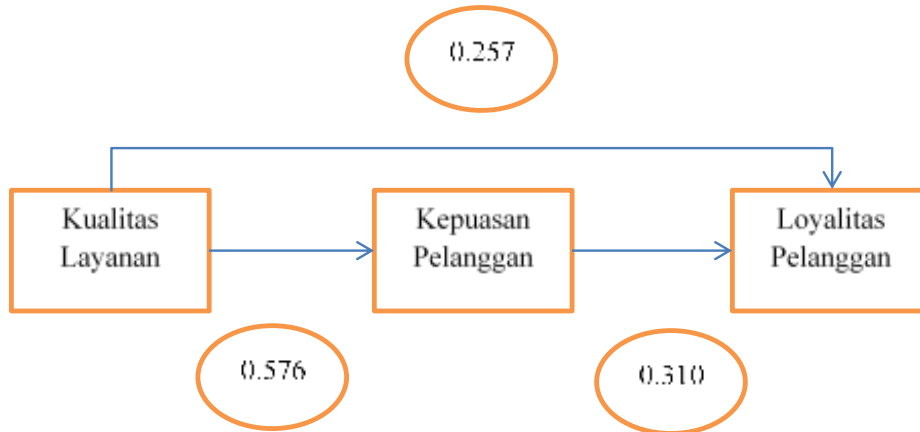 0.257
Kualitas
Layanan
Kepuasan
Pelanggan
Loyalitas
Pelanggan
0.576
0.310